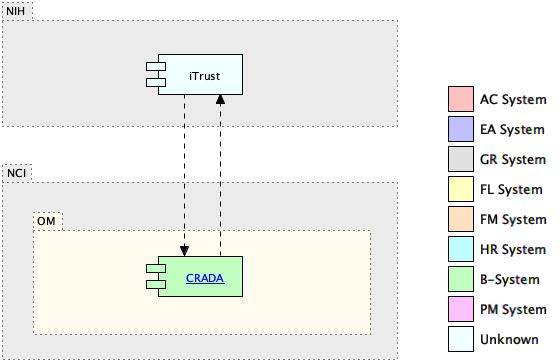 NIH
iTrust
NCI
OM
CRADA
AC System
EA System
GR System
FL System
FM System
HR System
B-System
PM System
Unknown